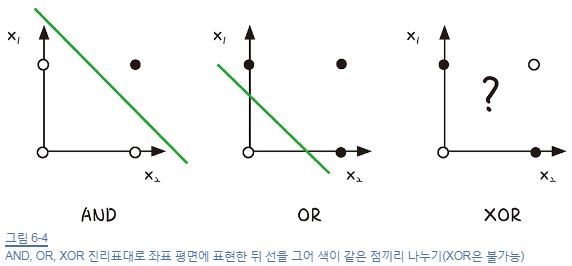 x₁ x₁ x₁
?
x₂ x₂ x₂
AND OR XOR
그림 6-4
AND, OR, XOR 진리표대로 좌표 평면에 표현한 뒤 선을 그어 색이 같은 점끼리 나누기(XOR은 불가능)